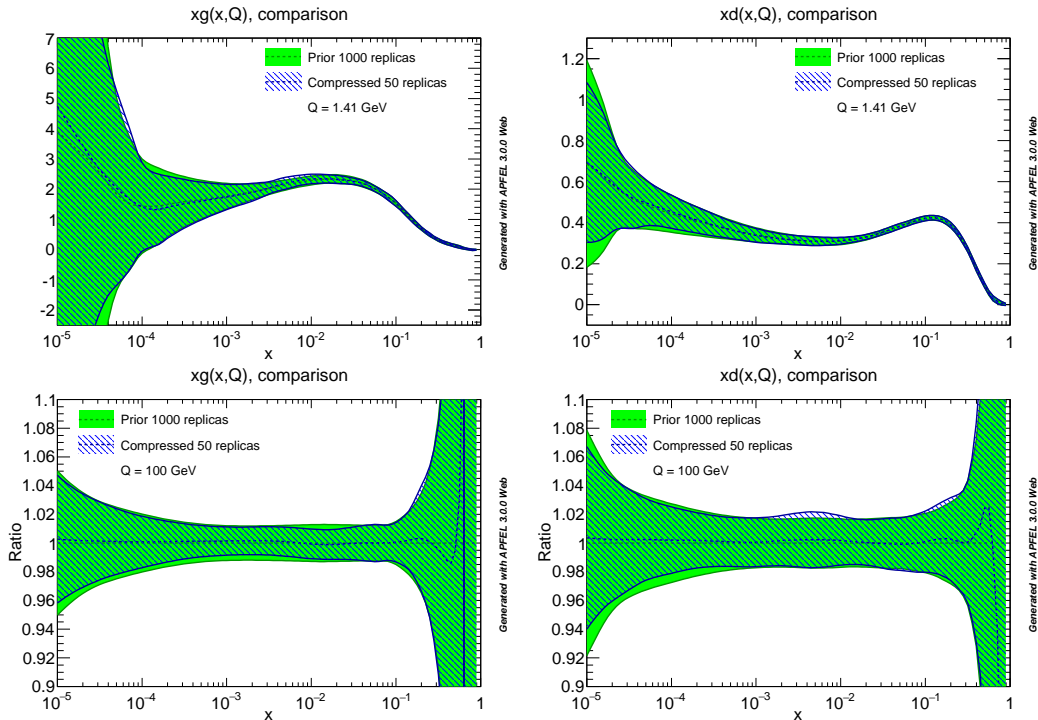 xg(x,Q), comparison
7
6
5
4
3
2
1
0
-1
-2
Prior 1000 replicas
Compressed 50 replicas
Q = 1.41 GeV
Generated with APFEL 3.0.0 Web
10⁻⁵ 10⁻⁴ 10⁻³ 10⁻² 10⁻¹ 1
x
xd(x,Q), comparison
1.2
1
0.8
0.6
0.4
0.2
0
Prior 1000 replicas
Compressed 50 replicas
Q = 1.41 GeV
Generated with APFEL 3.0.0 Web
10⁻⁵ 10⁻⁴ 10⁻³ 10⁻² 10⁻¹ 1
x
xg(x,Q), comparison
1.1
1.08
1.06
1.04
1.02
1
0.98
0.96
0.94
0.92
0.9
Ratio
Prior 1000 replicas
Compressed 50 replicas
Q = 100 GeV
Generated with APFEL 3.0.0 Web
10⁻⁵ 10⁻⁴ 10⁻³ 10⁻² 10⁻¹ 1
x
xd(x,Q), comparison
1.1
1.08
1.06
1.04
1.02
1
0.98
0.96
0.94
0.92
0.9
Ratio
Prior 1000 replicas
Compressed 50 replicas
Q = 100 GeV
Generated with APFEL 3.0.0 Web
10⁻⁵ 10⁻⁴ 10⁻³ 10⁻² 10⁻¹ 1
x